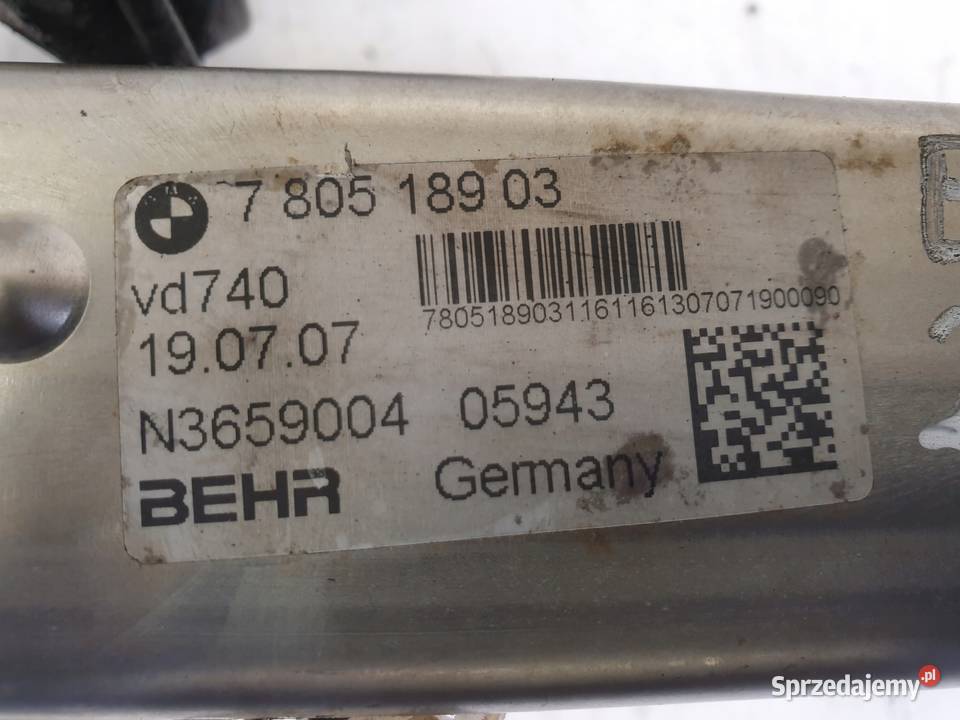 7 805 189 03
vd740
7805189031161161307071900090
19.07.07
N3659004 05943
BEHR Germany
Sprzedajemy.pl